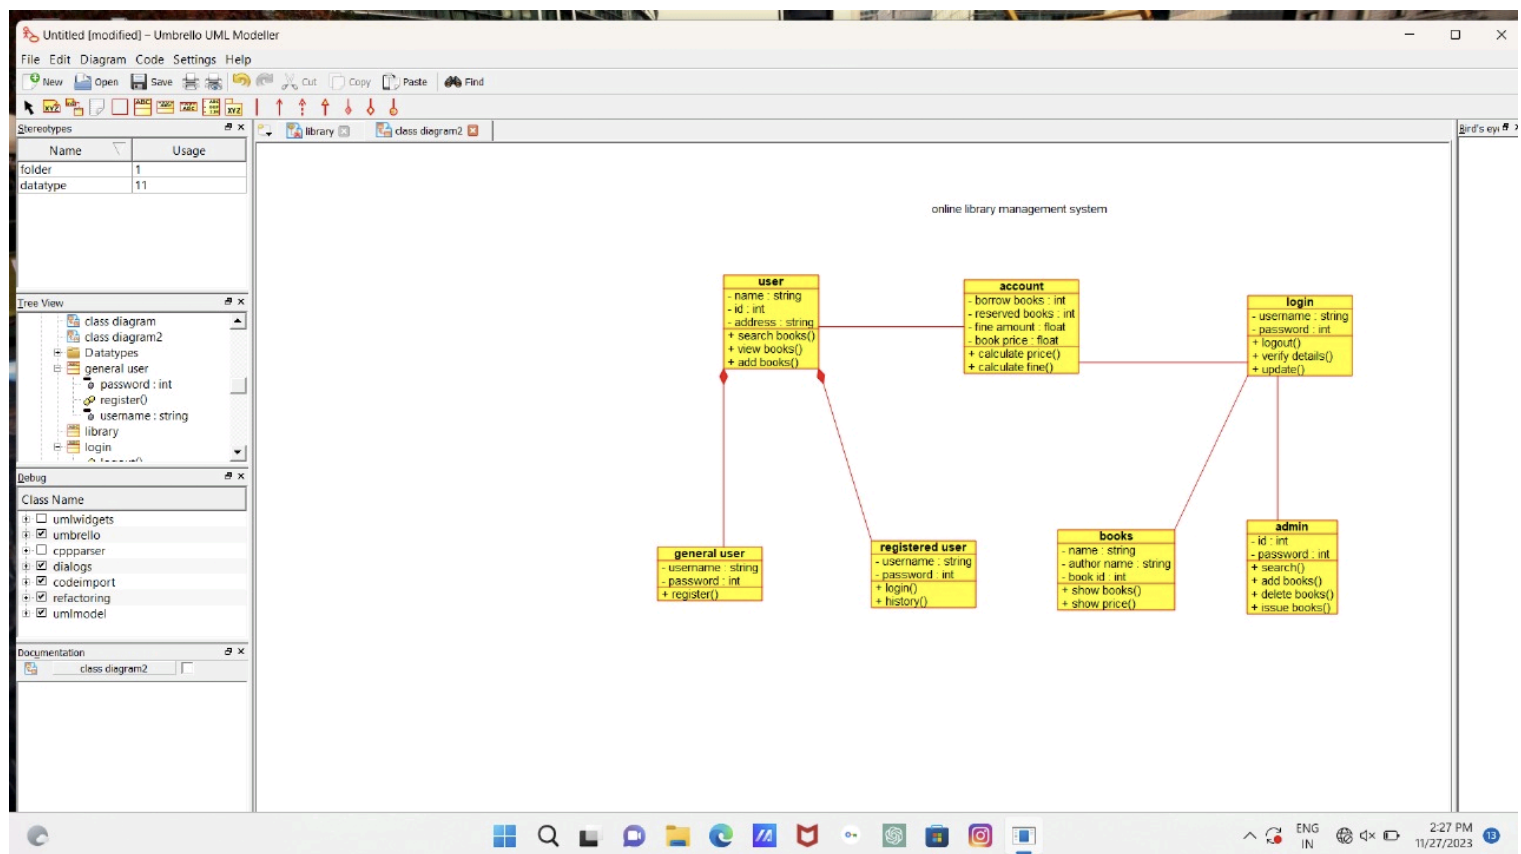 Untitled [modified] – Umbrello UML Modeller
File Edit Diagram Code Settings Help
New Open Save Cut Copy Paste Find
Stereotypes
Name Usage
folder 1
datatype 11
Tree View
class diagram
class diagram2
Datatypes
general user
password : int
register()
username : string
library
login
logout()
Debug
Class Name
umlwidgets
umbrello
cppparser
dialogs
codeimport
refactoring
umlmodel
Documentation
class diagram2
library
class diagram2
Bird's eye
online library management system
user
- name : string
- id : int
- address : string
+ search books()
+ view books()
+ add books()
account
- borrow books : int
- reserved books : int
- fine amount : float
- book price : float
+ calculate price()
+ calculate fine()
login
- username : string
- password : int
+ logout()
+ verify details()
+ update()
general user
- username : string
- password : int
+ register()
registered user
- username : string
- password : int
+ login()
+ history()
books
- name : string
- author name : string
- book id : int
+ show books()
+ show price()
admin
- id : int
- password : int
+ search()
+ add books()
+ delete books()
+ issue books()
ENG
IN
2:27 PM
11/27/2023
13